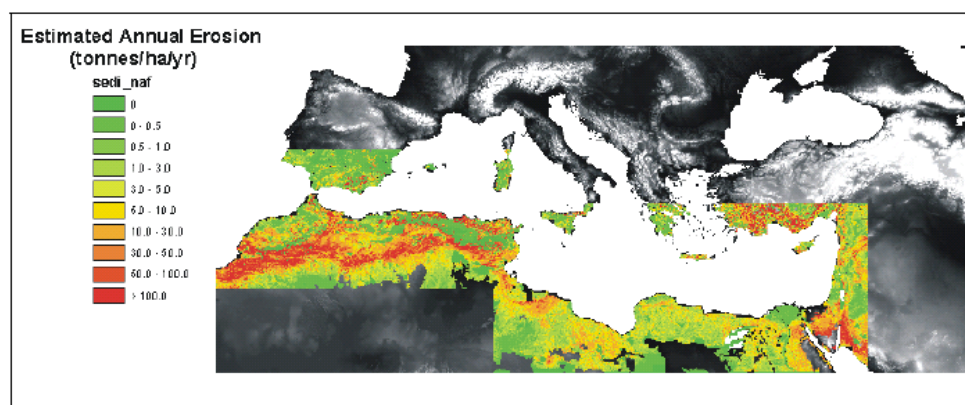 Estimated Annual Erosion
(tonnes/ha/yr)
sedi_naf
0
0 - 0.5
0.5 - 1.0
1.0 - 3.0
3.0 - 5.0
5.0 - 10.0
10.0 - 30.0
30.0 - 50.0
50.0 - 100.0
> 100.0